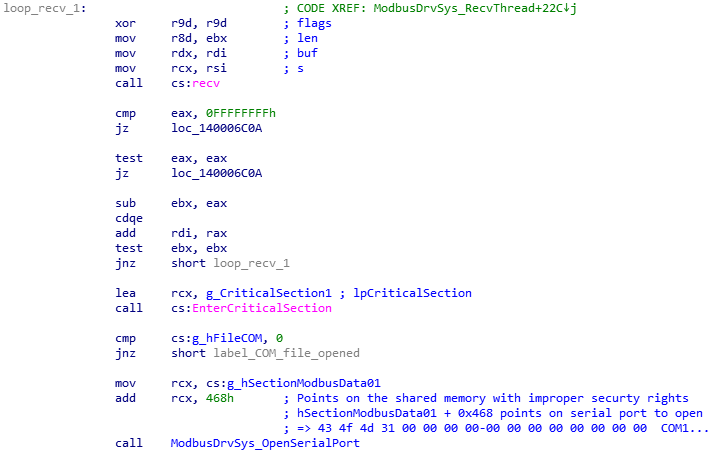 loop_recv_1: ; CODE XREF: ModbusDrvSys_RecvThread+22C↓j
xor r9d, r9d ; flags
mov r8d, ebx ; len
mov rdx, rdi ; buf
mov rcx, rsi ; s
call cs:recv
cmp eax, 0FFFFFFFFh
jz loc_140006C0A
test eax, eax
jz loc_140006C0A
sub ebx, eax
cdqe
add rdi, rax
test ebx, ebx
jnz short loop_recv_1
lea rcx, g_CriticalSection1 ; lpCriticalSection
call cs:EnterCriticalSection
cmp cs:g_hFileCOM, 0
jnz short label_COM_file_opened
mov rcx, cs:g_hSectionModbusData01
add rcx, 468h ; Points on the shared memory with improper securty rights
; hSectionModbusData01 + 0x468 points on serial port to open
; => 43 4f 4d 31 00 00 00 00-00 00 00 00 00 00 00 00 COM1...
call ModbusDrvSys_OpenSerialPort